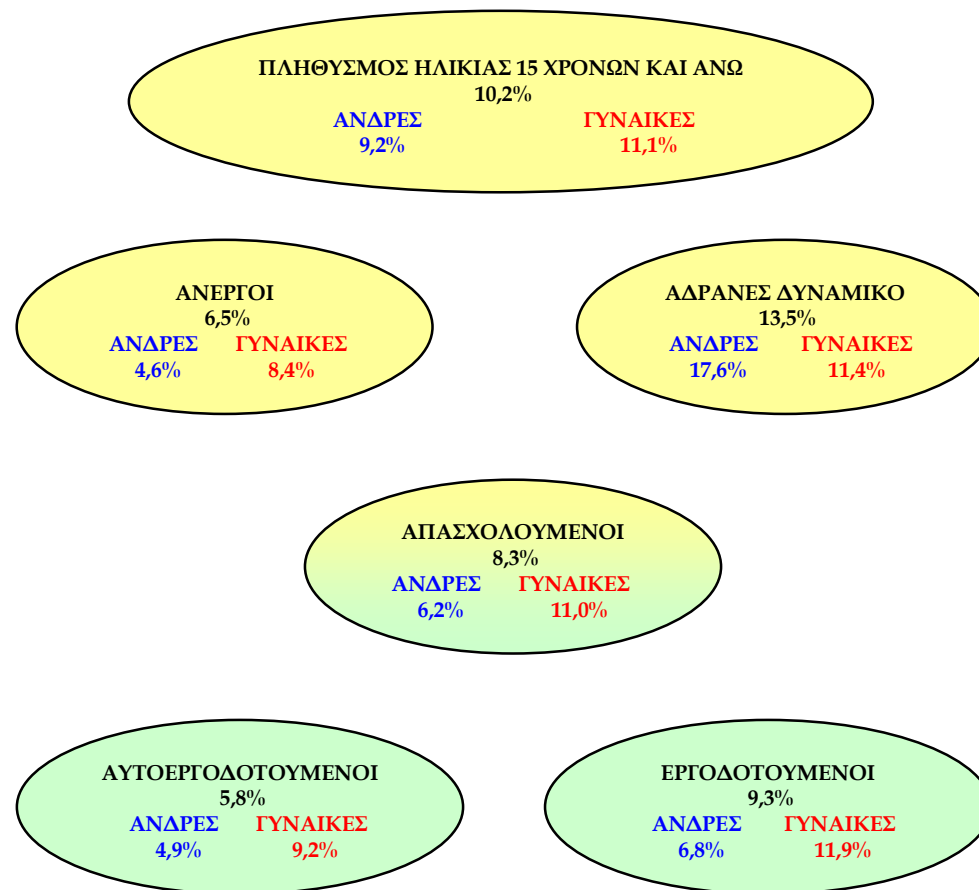 ΠΛΗΘΥΣΜΟΣ ΗΛΙΚΙΑΣ 15 ΧΡΟΝΩΝ ΚΑΙ ΑΝΩ
10,2%
ΑΝΔΡΕΣ ΓΥΝΑΙΚΕΣ
9,2% 11,1%
ΑΝΕΡΓΟΙ
6,5%
ΑΝΔΡΕΣ ΓΥΝΑΙΚΕΣ
4,6% 8,4%
ΑΔΡΑΝΕΣ ΔΥΝΑΜΙΚΟ
13,5%
ΑΝΔΡΕΣ ΓΥΝΑΙΚΕΣ
17,6% 11,4%
ΑΠΑΣΧΟΛΟΥΜΕΝΟΙ
8,3%
ΑΝΔΡΕΣ ΓΥΝΑΙΚΕΣ
6,2% 11,0%
ΑΥΤΟΕΡΓΟΔΟΤΟΥΜΕΝΟΙ
5,8%
ΑΝΔΡΕΣ ΓΥΝΑΙΚΕΣ
4,9% 9,2%
ΕΡΓΟΔΟΤΟΥΜΕΝΟΙ
9,3%
ΑΝΔΡΕΣ ΓΥΝΑΙΚΕΣ
6,8% 11,9%